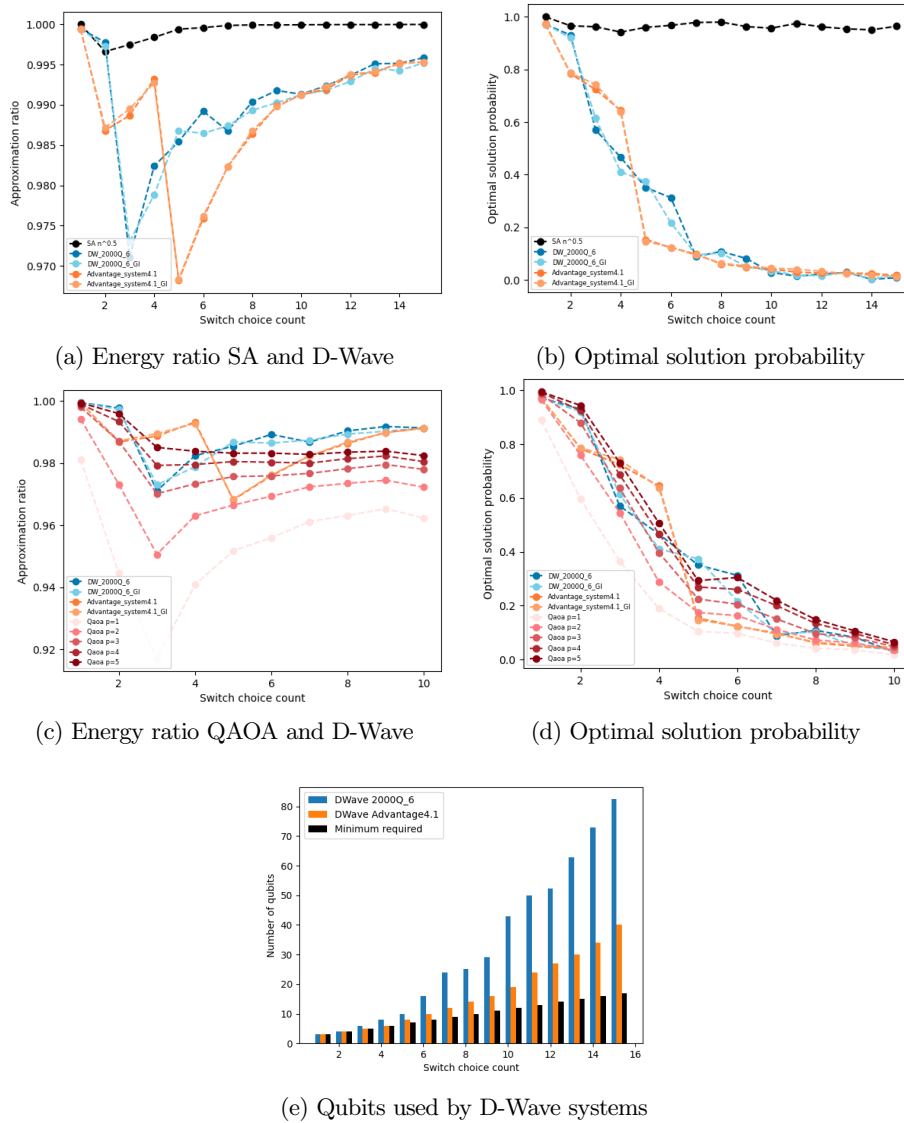 1.000
0.995
0.990
0.985
0.980
0.975
0.970
Approximation ratio
SA n^0.5
DW_2000Q_6
DW_2000Q_6_GI
Advantage_system4.1
Advantage_system4.1_GI
2 4 6 8 10 12 14
Switch choice count
(a) Energy ratio SA and D-Wave
1.0
0.8
0.6
0.4
0.2
0.0
Optimal solution probability
SA n^0.5
DW_2000Q_6
DW_2000Q_6_GI
Advantage_system4.1
Advantage_system4.1_GI
2 4 6 8 10 12 14
Switch choice count
(b) Optimal solution probability
1.00
0.98
0.96
0.94
0.92
Approximation ratio
DW_2000Q_6
DW_2000Q_6_GI
Advantage_system4.1
Advantage_system4.1_GI
Qaoa p=1
Qaoa p=2
Qaoa p=3
Qaoa p=4
Qaoa p=5
2 4 6 8 10
Switch choice count
(c) Energy ratio QAOA and D-Wave
1.0
0.8
0.6
0.4
0.2
0.0
Optimal solution probability
DW_2000Q_6
DW_2000Q_6_GI
Advantage_system4.1
Advantage_system4.1_GI
Qaoa p=1
Qaoa p=2
Qaoa p=3
Qaoa p=4
Qaoa p=5
2 4 6 8 10
Switch choice count
(d) Optimal solution probability
80
70
60
50
40
30
20
10
0
Number of qubits
DWave 2000Q_6
DWave Advantage4.1
Minimum required
2 4 6 8 10 12 14 16
Switch choice count
(e) Qubits used by D-Wave systems